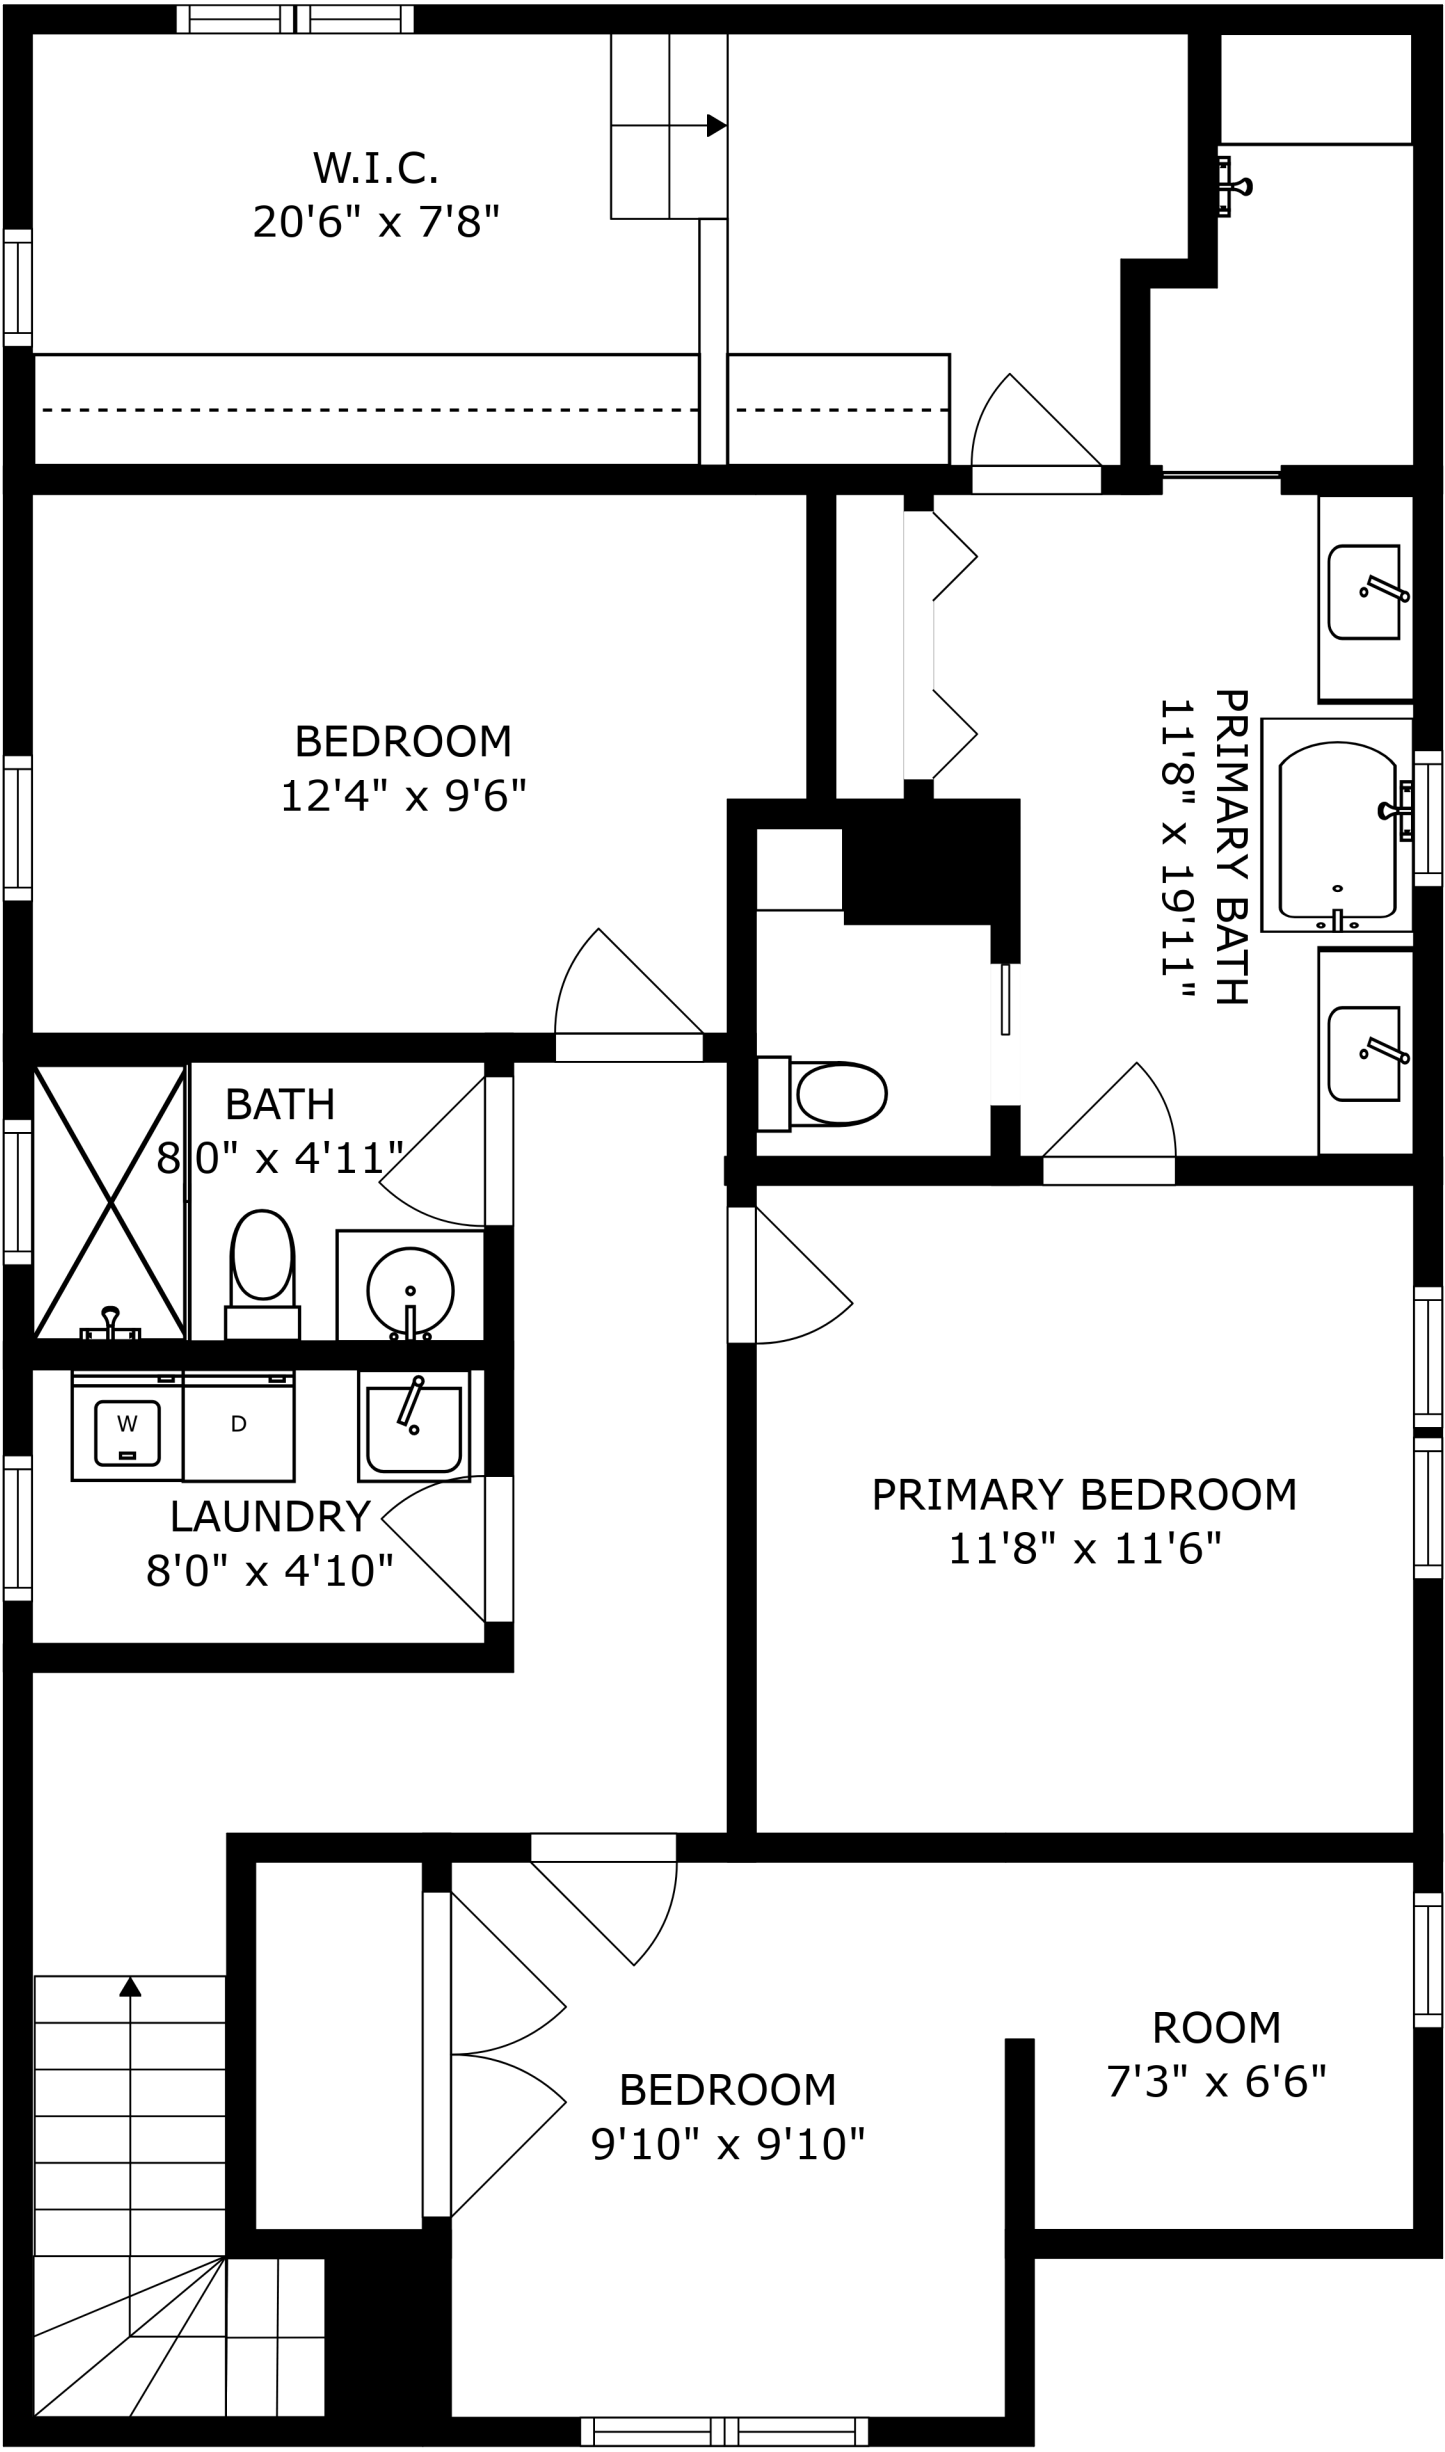 W.I.C.
20'6" x 7'8"
BEDROOM
12'4" x 9'6"
PRIMARY BATH
11'8" x 19'11"
BATH
8'0" x 4'11"
W
D
LAUNDRY
8'0" x 4'10"
PRIMARY BEDROOM
11'8" x 11'6"
ROOM
7'3" x 6'6"
BEDROOM
9'10" x 9'10"